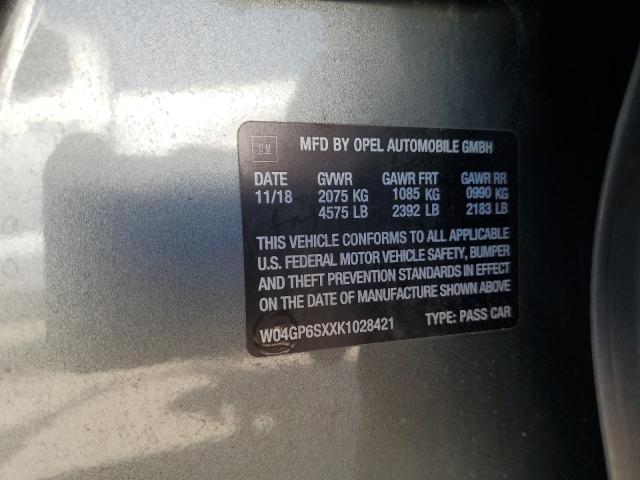 GM MFD BY OPEL AUTOMOBILE GMBH
DATE GVWR GAWR FRT GAWR RR
11/18 2075 KG 1085 KG 0990 KG
4575 LB 2392 LB 2183 LB
THIS VEHICLE CONFORMS TO ALL APPLICABLE
U.S. FEDERAL MOTOR VEHICLE SAFETY, BUMPER
AND THEFT PREVENTION STANDARDS IN EFFECT
ON THE DATE OF MANUFACTURE SHOWN ABOVE
W04GP6SXXK1028421 TYPE: PASS CAR